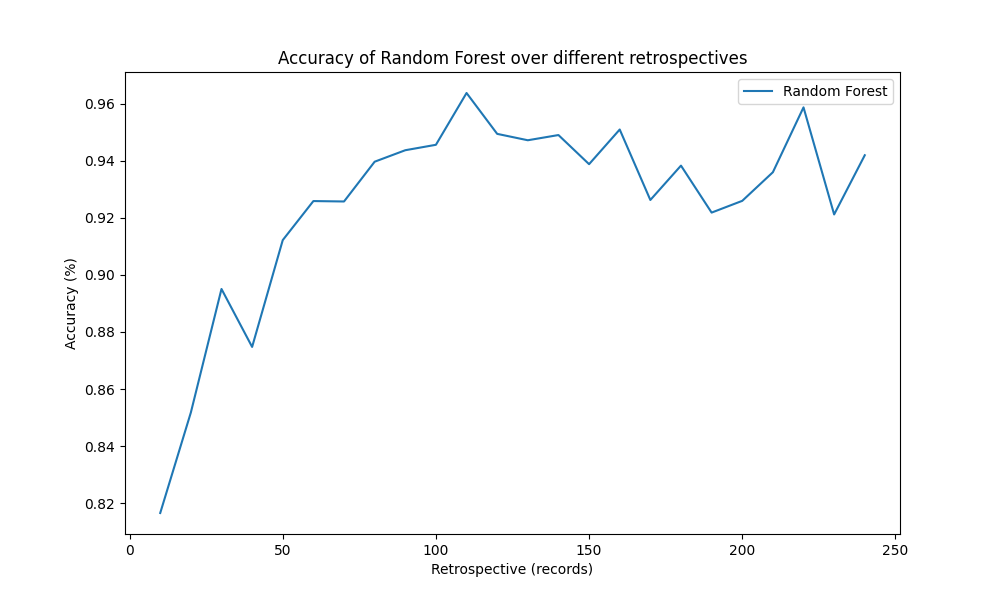 Accuracy of Random Forest over different retrospectives
Random Forest
Accuracy (%)
0.96
0.94
0.92
0.90
0.88
0.86
0.84
0.82
0 50 100 150 200 250
Retrospective (records)